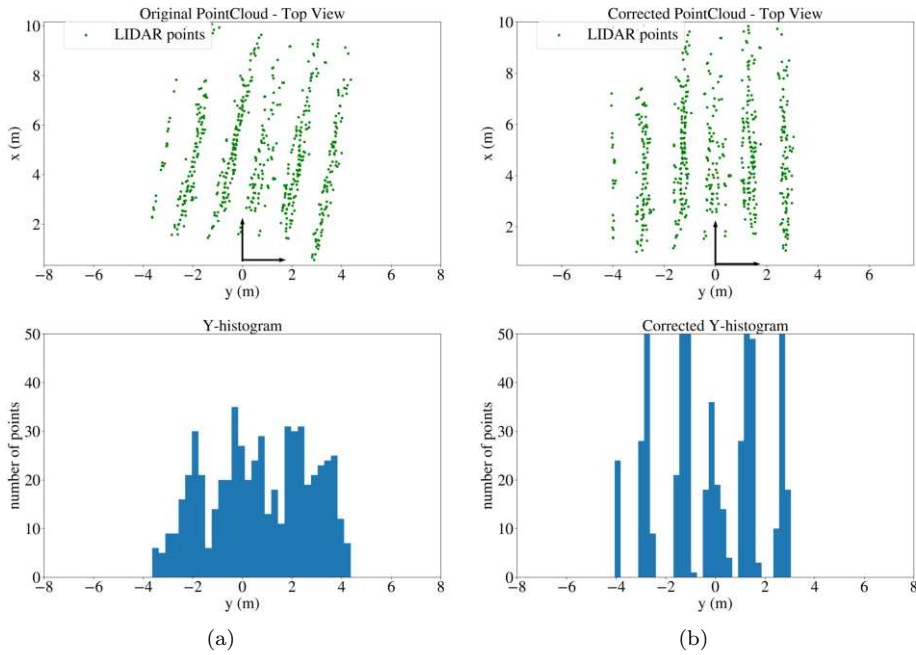 Original PointCloud - Top View
LIDAR points
10
8
6
4
2
x (m)
−8 −6 −4 −2 0 2 4 6 8
y (m)
Corrected PointCloud - Top View
LIDAR points
10
8
6
4
2
x (m)
−6 −4 −2 0 2 4 6
y (m)
Y-histogram
50
40
30
20
10
0
number of points
−8 −6 −4 −2 0 2 4 6 8
y (m)
(a)
Corrected Y-histogram
50
40
30
20
10
0
number of points
−8 −6 −4 −2 0 2 4 6 8
y (m)
(b)